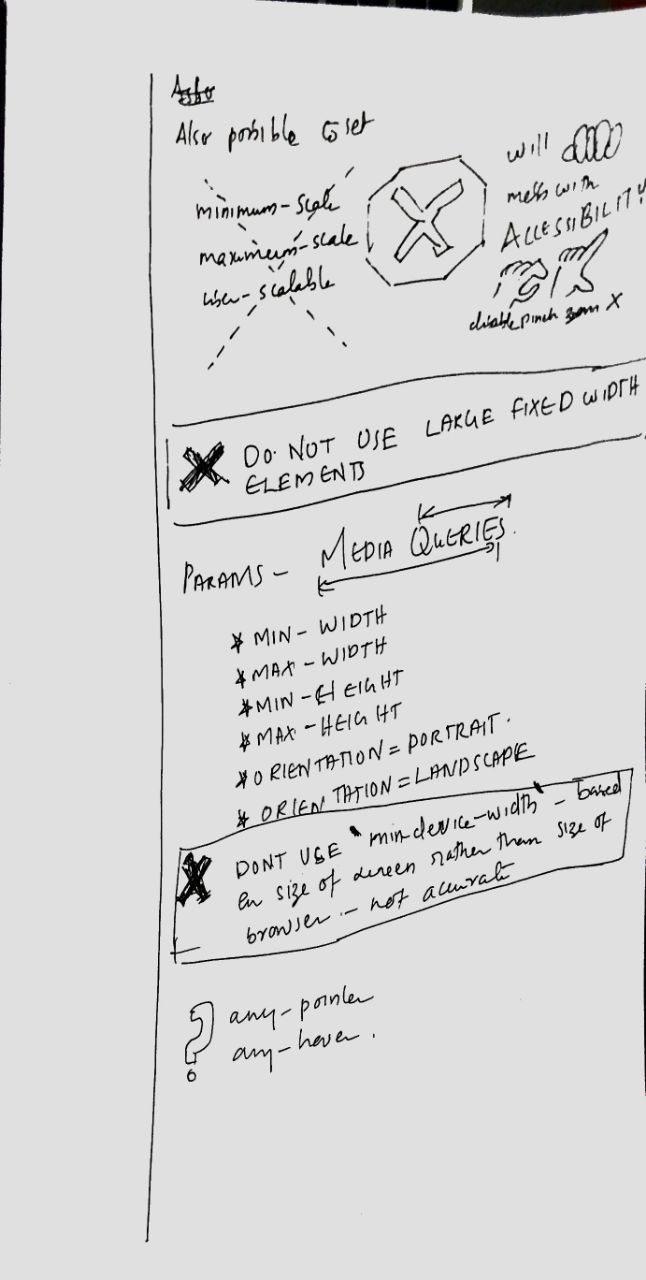 Also possible to set
minimum-scale
maximum-scale
user-scalable
will
mess with
ACCESSIBILITY!
disable pinch zoom X
X DO NOT USE LARGE FIXED WIDTH
ELEMENTS
PARAMS - MEDIA QUERIES.
* MIN - WIDTH
* MAX - WIDTH
* MIN - HEIGHT
* MAX - HEIGHT
* ORIENTATION = PORTRAIT.
* ORIENTATION = LANDSCAPE
X DONT USE "min-device-width" - based
on size of screen rather than size of
browser - not accurate
? any-pointer
any-hover.